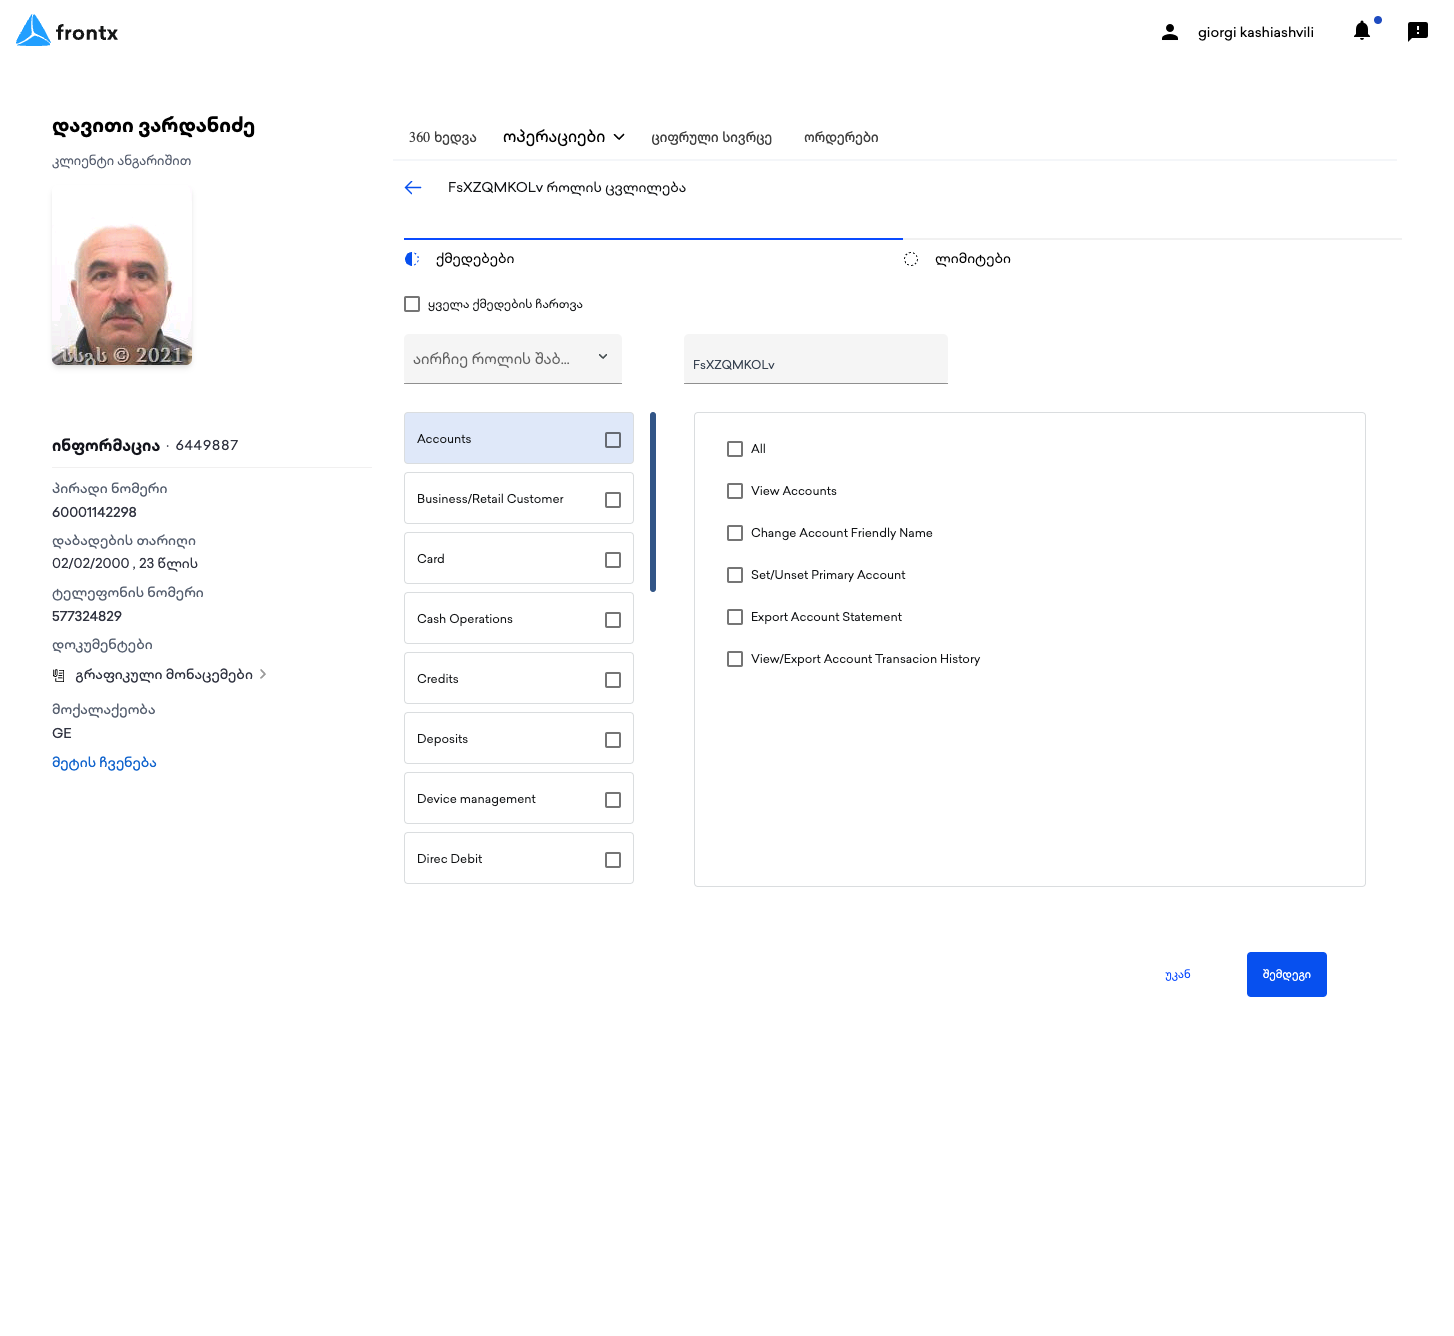 frontx
giorgi kashiashvili
დავითი ვარდანიძე
კლიენტი ანგარიშით
სსგს © 2021
ინფორმაცია · 6449887
პირადი ნომერი
60001142298
დაბადების თარიღი
02/02/2000 , 23 წლის
ტელეფონის ნომერი
577324829
დოკუმენტები
გრაფიკული მონაცემები
მოქალაქეობა
GE
მეტის ჩვენება
360 ხედვა ოპერაციები ციფრული სივრცე ორდერები
FsXZQMKOLv როლის ცვლილება
ქმედებები ლიმიტები
ყველა ქმედების ჩართვა
აირჩიე როლის შაბ... FsXZQMKOLv
Accounts
Business/Retail Customer
Card
Cash Operations
Credits
Deposits
Device management
Direc Debit
All
View Accounts
Change Account Friendly Name
Set/Unset Primary Account
Export Account Statement
View/Export Account Transacion History
უკან შემდეგი